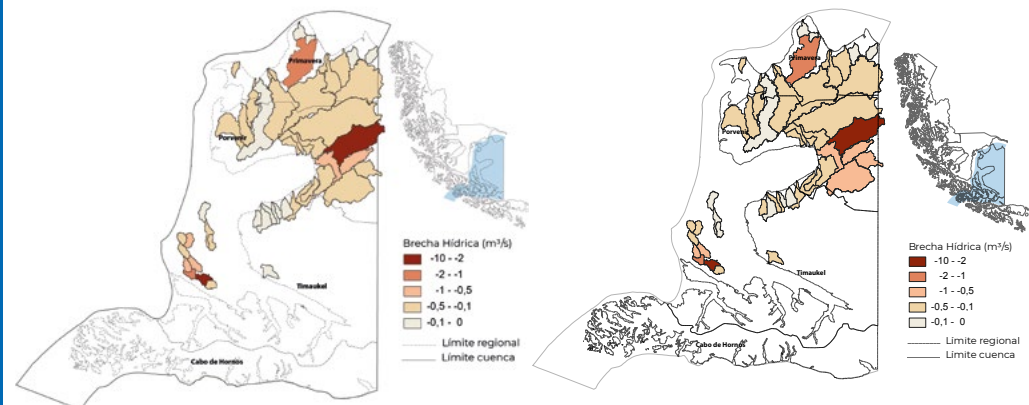 Primavera
Porvenir
Brecha Hídrica (m³/s)
-10 - -2
-2 - -1
-1 - -0,5
-0,5 - -0,1
-0,1 - 0
Límite regional
Límite cuenca
Timaukel
Cabo de Hornos
Primavera
Porvenir
Brecha Hídrica (m³/s)
-10 - -2
-2 - -1
-1 - -0,5
-0,5 - -0,1
-0,1 - 0
Límite regional
Límite cuenca
Timaukel
Cabo de Hornos